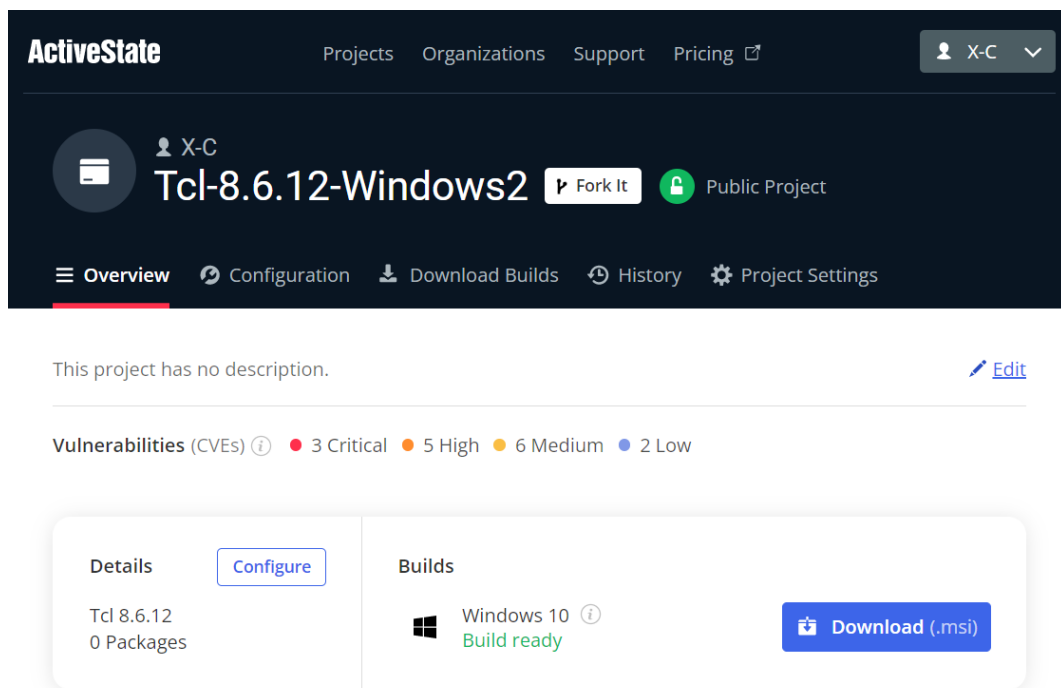 ActiveState Projects Organizations Support Pricing X-C
X-C
Tcl-8.6.12-Windows2 Fork It Public Project
Overview Configuration Download Builds History Project Settings
This project has no description. Edit
Vulnerabilities (CVEs) i 3 Critical 5 High 6 Medium 2 Low
Details Configure
Tcl 8.6.12
0 Packages
Builds
Windows 10 i
Build ready
Download (.msi)